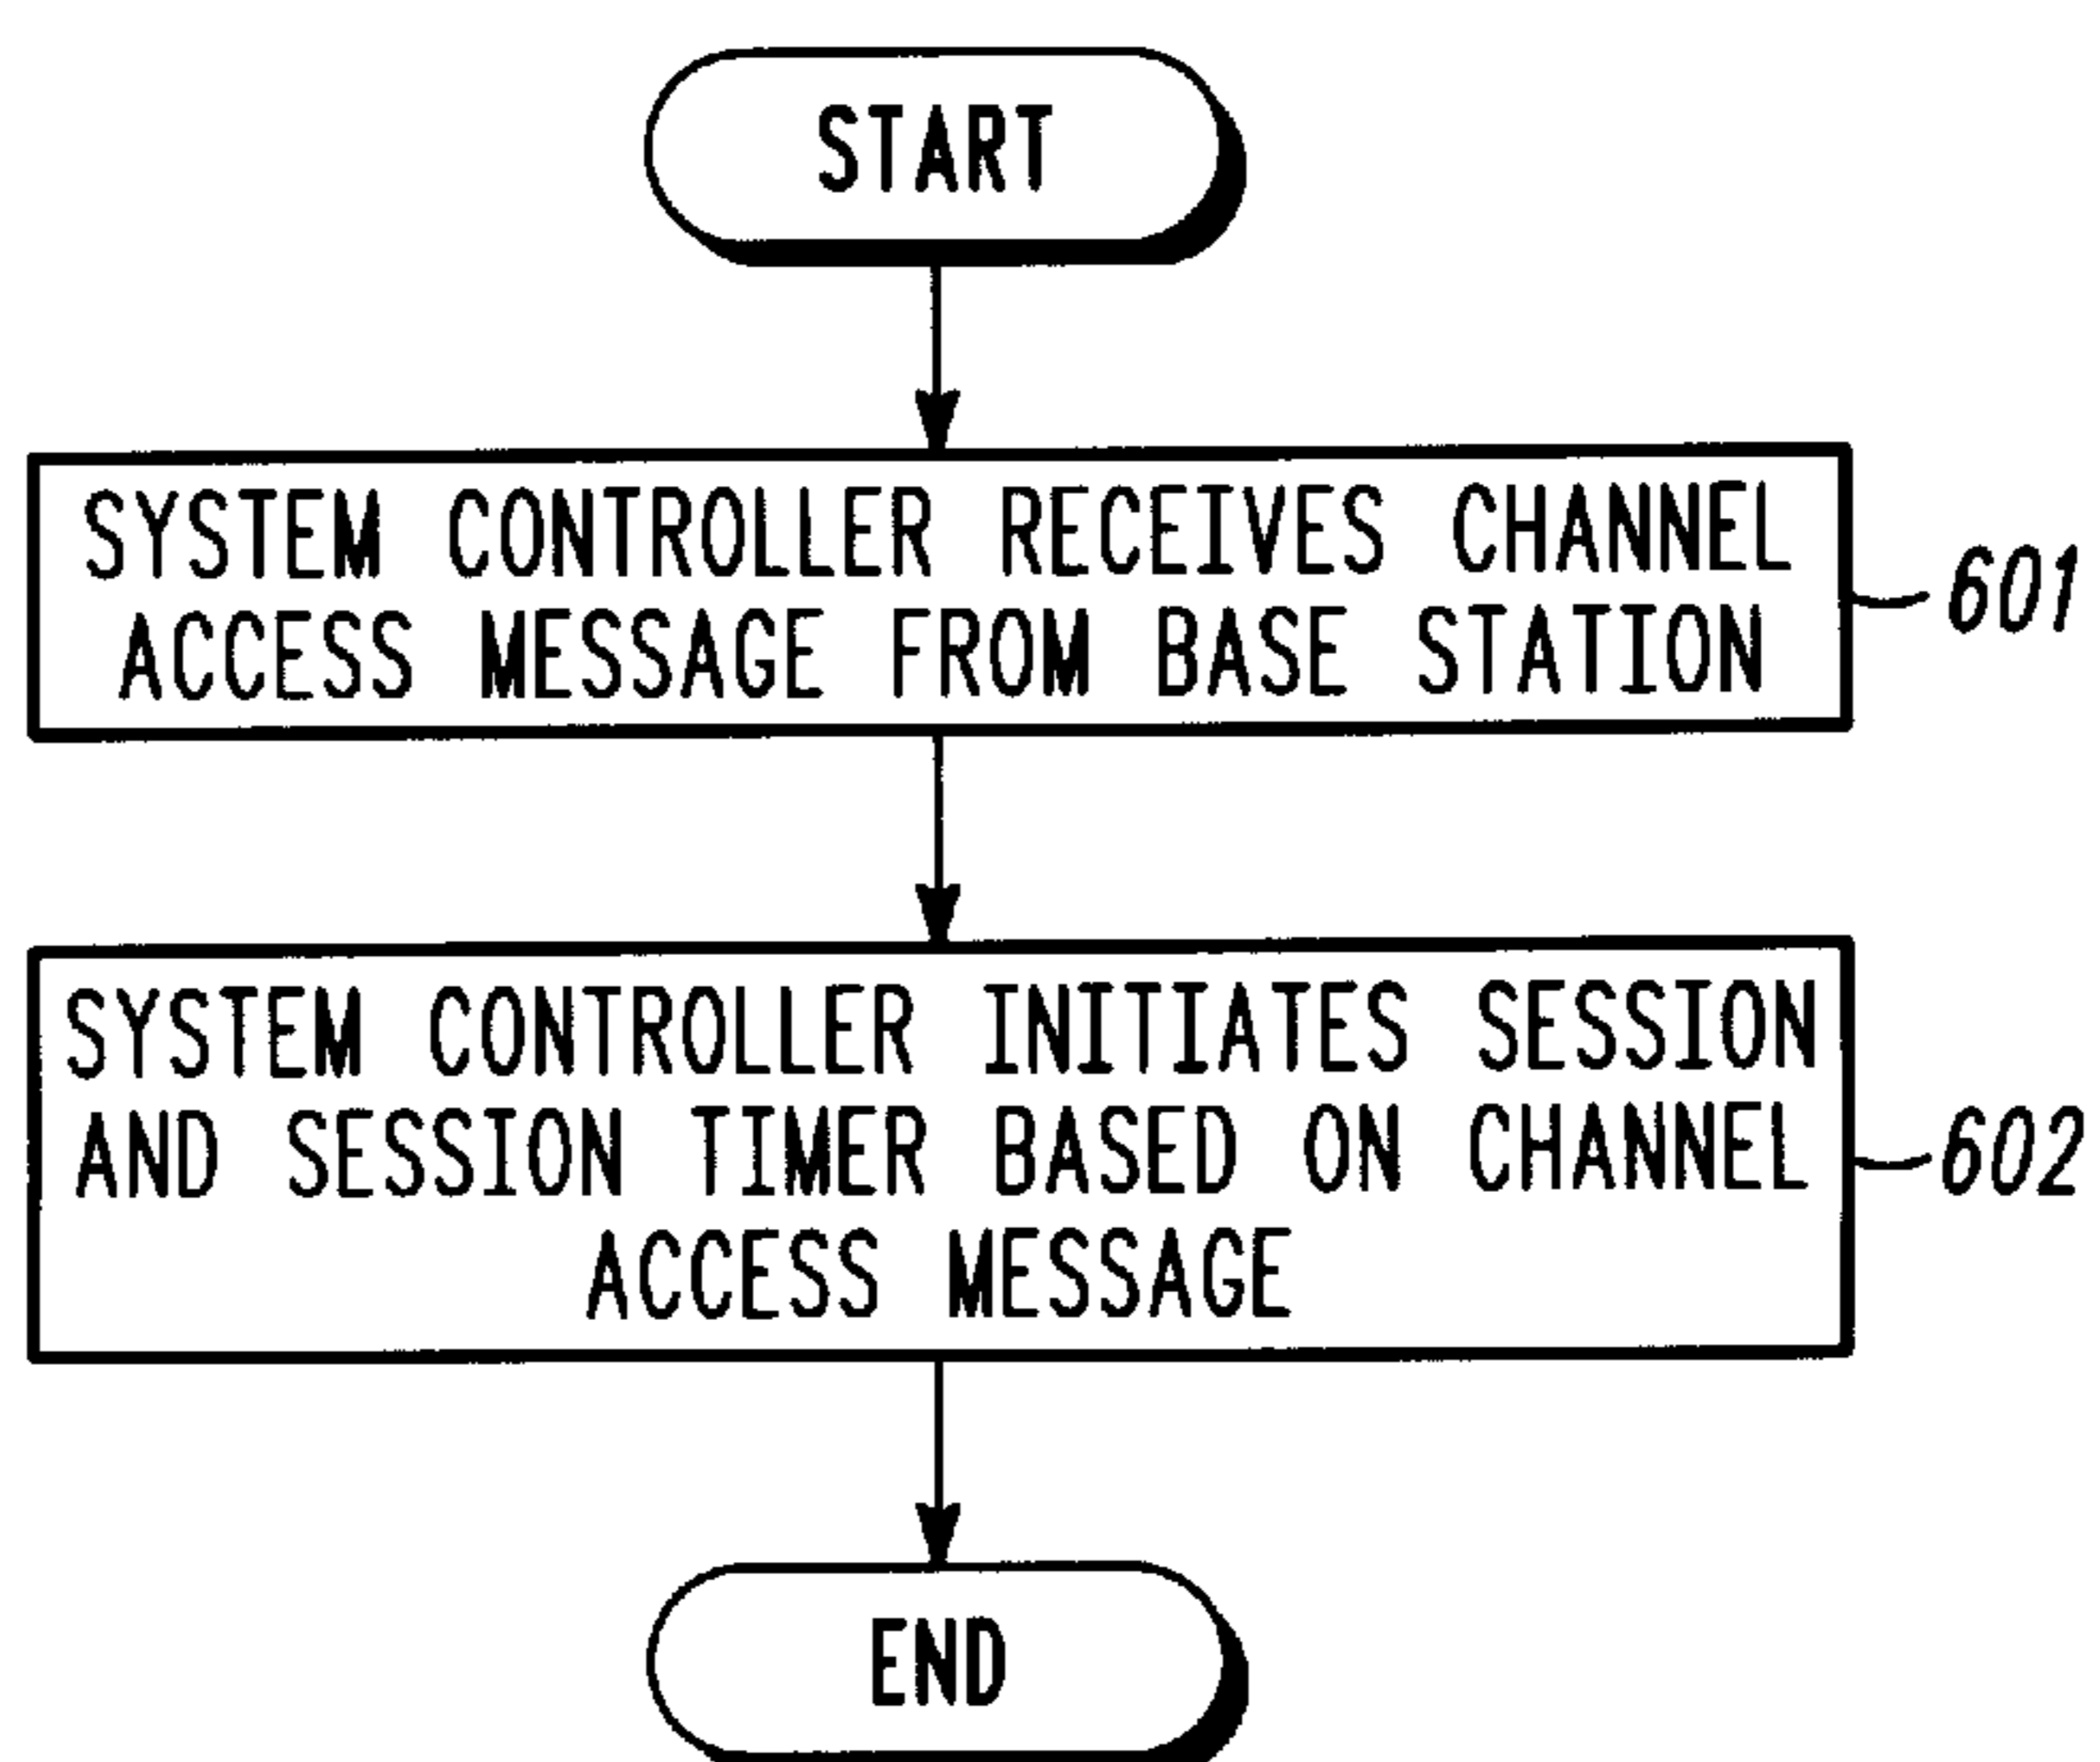 START
SYSTEM CONTROLLER RECEIVES CHANNEL
ACCESS MESSAGE FROM BASE STATION
601
SYSTEM CONTROLLER INITIATES SESSION
AND SESSION TIMER BASED ON CHANNEL
ACCESS MESSAGE
602
END